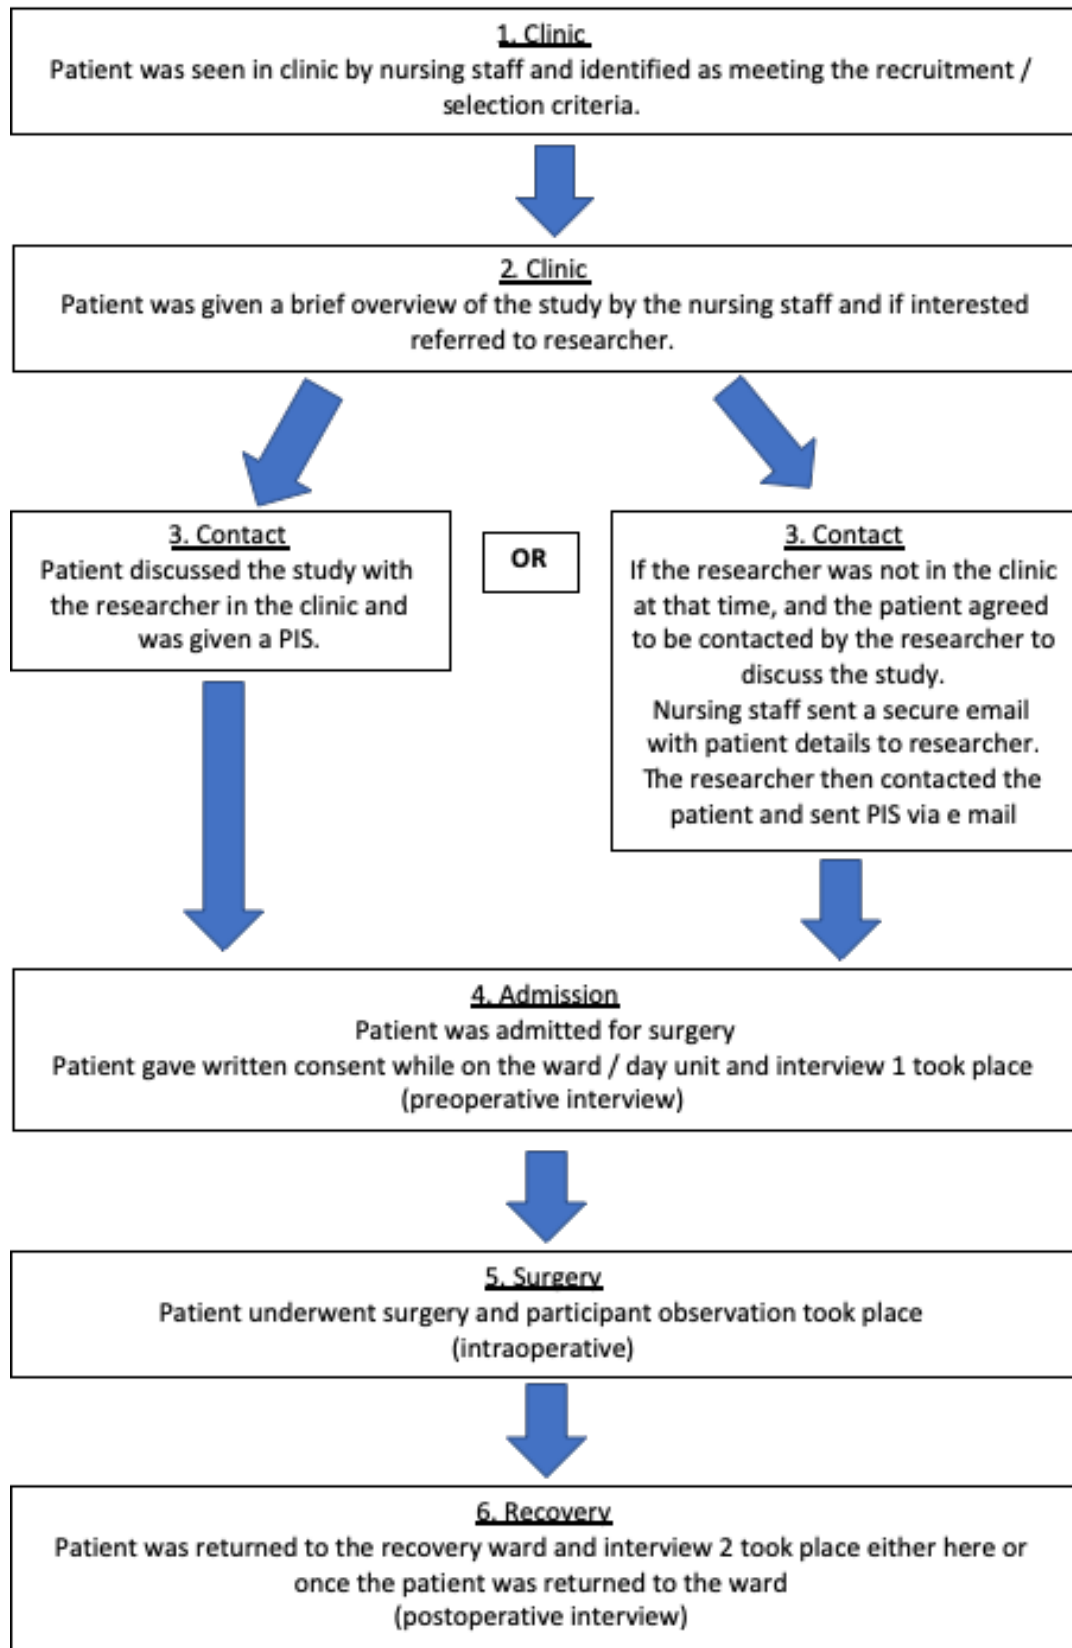 1. Clinic
Patient was seen in clinic by nursing staff and identified as meeting the recruitment /
selection criteria.
2. Clinic
Patient was given a brief overview of the study by the nursing staff and if interested
referred to researcher.
3. Contact
Patient discussed the study with
the researcher in the clinic and
was given a PIS.
OR
3. Contact
If the researcher was not in the clinic
at that time, and the patient agreed
to be contacted by the researcher to
discuss the study.
Nursing staff sent a secure email
with patient details to researcher.
The researcher then contacted the
patient and sent PIS via e mail
4. Admission
Patient was admitted for surgery
Patient gave written consent while on the ward / day unit and interview 1 took place
(preoperative interview)
5. Surgery
Patient underwent surgery and participant observation took place
(intraoperative)
6. Recovery
Patient was returned to the recovery ward and interview 2 took place either here or
once the patient was returned to the ward
(postoperative interview)